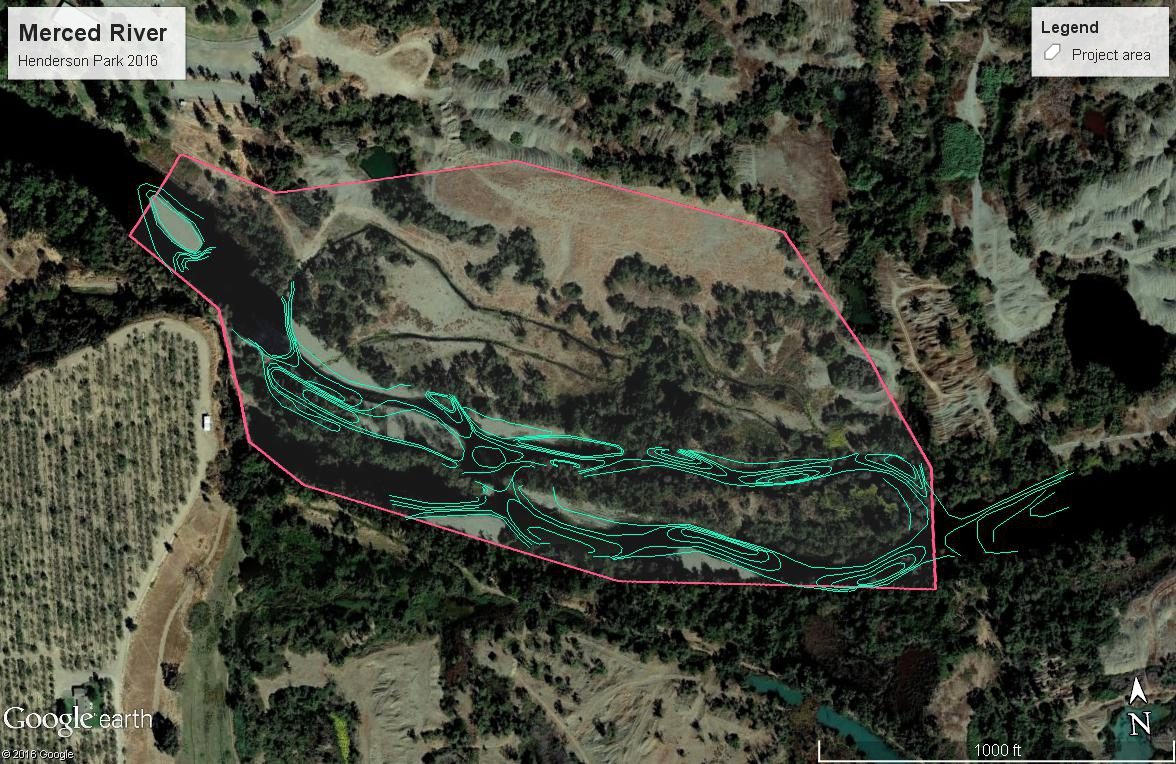 Merced River
Henderson Park 2016
Legend
Project area
Google earth
© 2016 Google
1000 ft
N